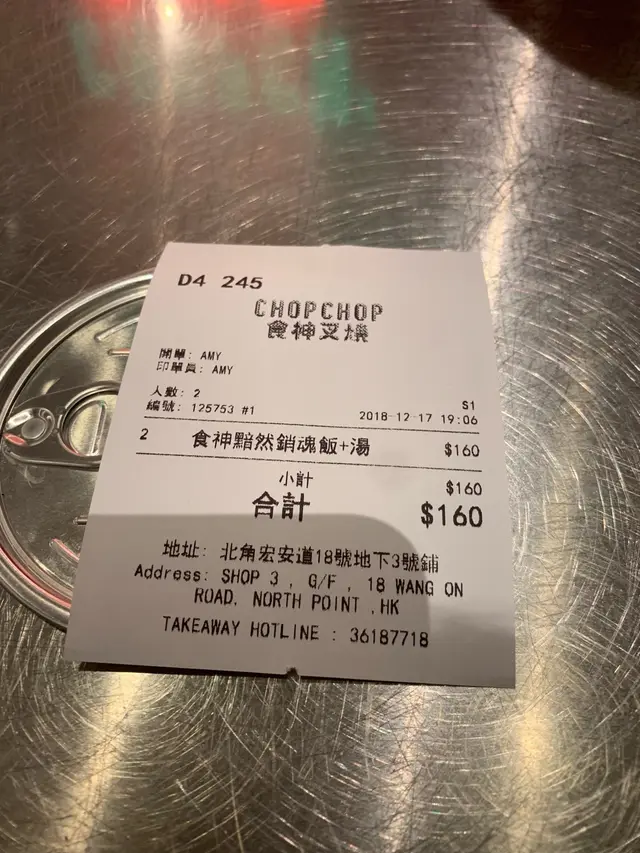 D4 245
CHOPCHOP
食神叉燒
開單: AMY
印單員: AMY
人數: 2
S1
編號: 125753 #1 2018-12-17 19:06
2 食神黯然銷魂飯+湯 $160
小計 $160
合計 $160
地址: 北角宏安道18號地下3號鋪
Address: SHOP 3 , G/F , 18 WANG ON
ROAD, NORTH POINT ,HK
TAKEAWAY HOTLINE : 36187718